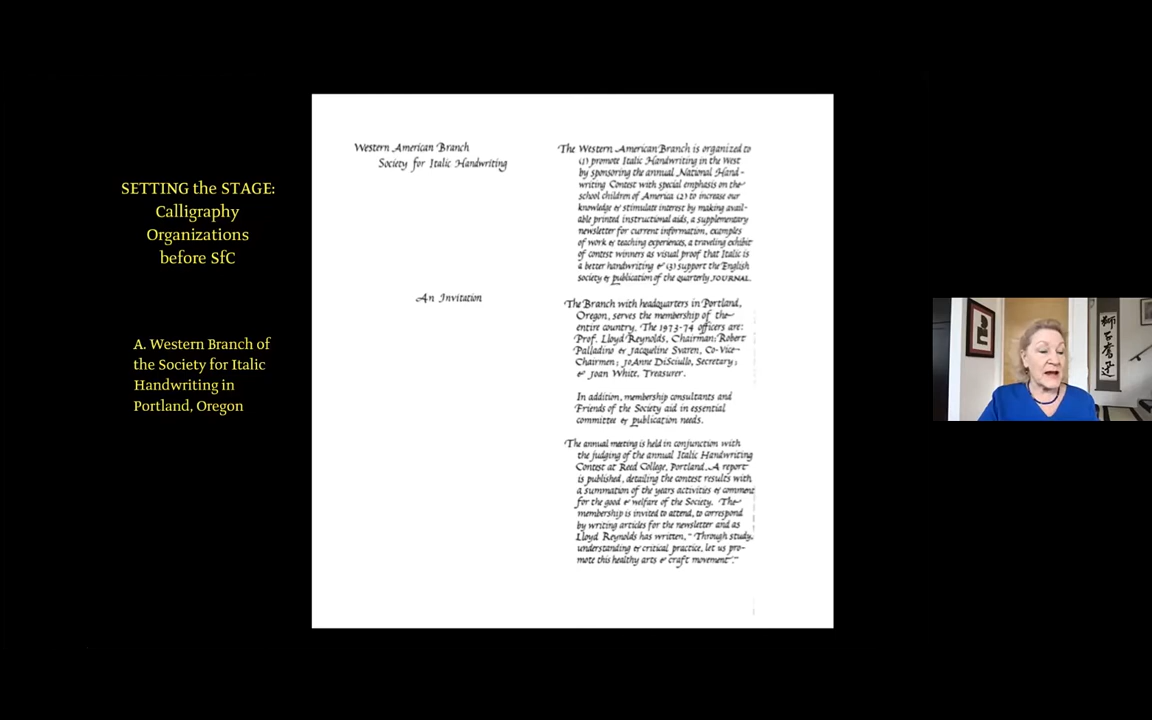 SETTING the STAGE:
Calligraphy
Organizations
before SfC
A. Western Branch of
the Society for Italic
Handwriting in
Portland, Oregon
Western American Branch
Society for Italic Handwriting
An Invitation
The Western American Branch is organized to
(1) promote Italic Handwriting in the West
by sponsoring the annual National Hand-
writing Contest with special emphasis on the
school children of America (2) to increase our
knowledge & stimulate interest by making avail-
able printed instructional aids, a supplementary
newsletter for current information, examples
of work & teaching experiences, a traveling exhibit
of contest winners as visual proof that Italic is
a better handwriting & (3) support the English
society & publication of the quarterly JOURNAL.
The Branch with headquarters in Portland,
Oregon, serves the membership of the
entire country. The 1973-74 officers are:
Prof. Lloyd Reynolds, Chairman; Robert
Palladino & Jacqueline Svaren, Co-Vice-
Chairmen; JoAnne DiSciullo, Secretary;
& Joan White, Treasurer.
In addition, membership consultants and
Friends of the Society aid in essential
committee & publication needs.
The annual meeting is held in conjunction with
the judging of the annual Italic Handwriting
Contest at Reed College, Portland. A report
is published, detailing the contest results with
a summation of the years activities & comment
for the good & welfare of the Society. The
membership is invited to attend, to correspond
by writing articles for the newsletter and as
Lloyd Reynolds has written, "Through study,
understanding & critical practice, let us pro-
mote this healthy arts & craft movement."